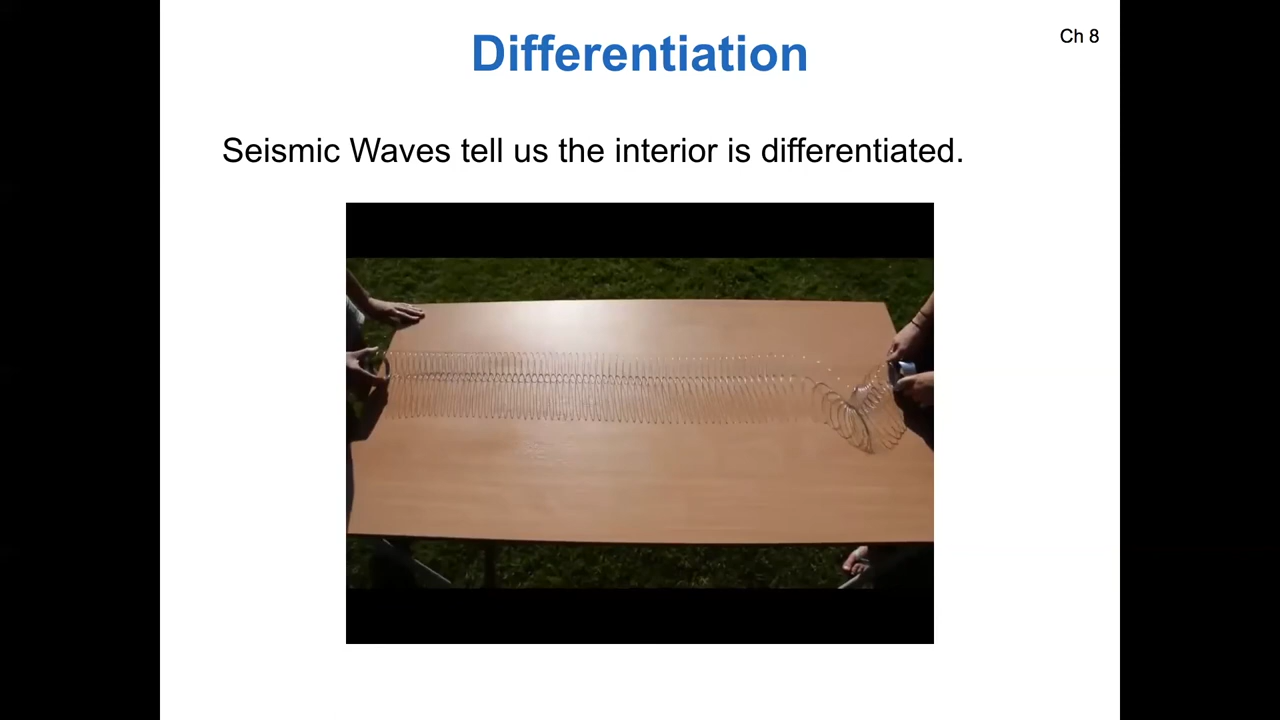 Differentiation
Ch 8
Seismic Waves tell us the interior is differentiated.